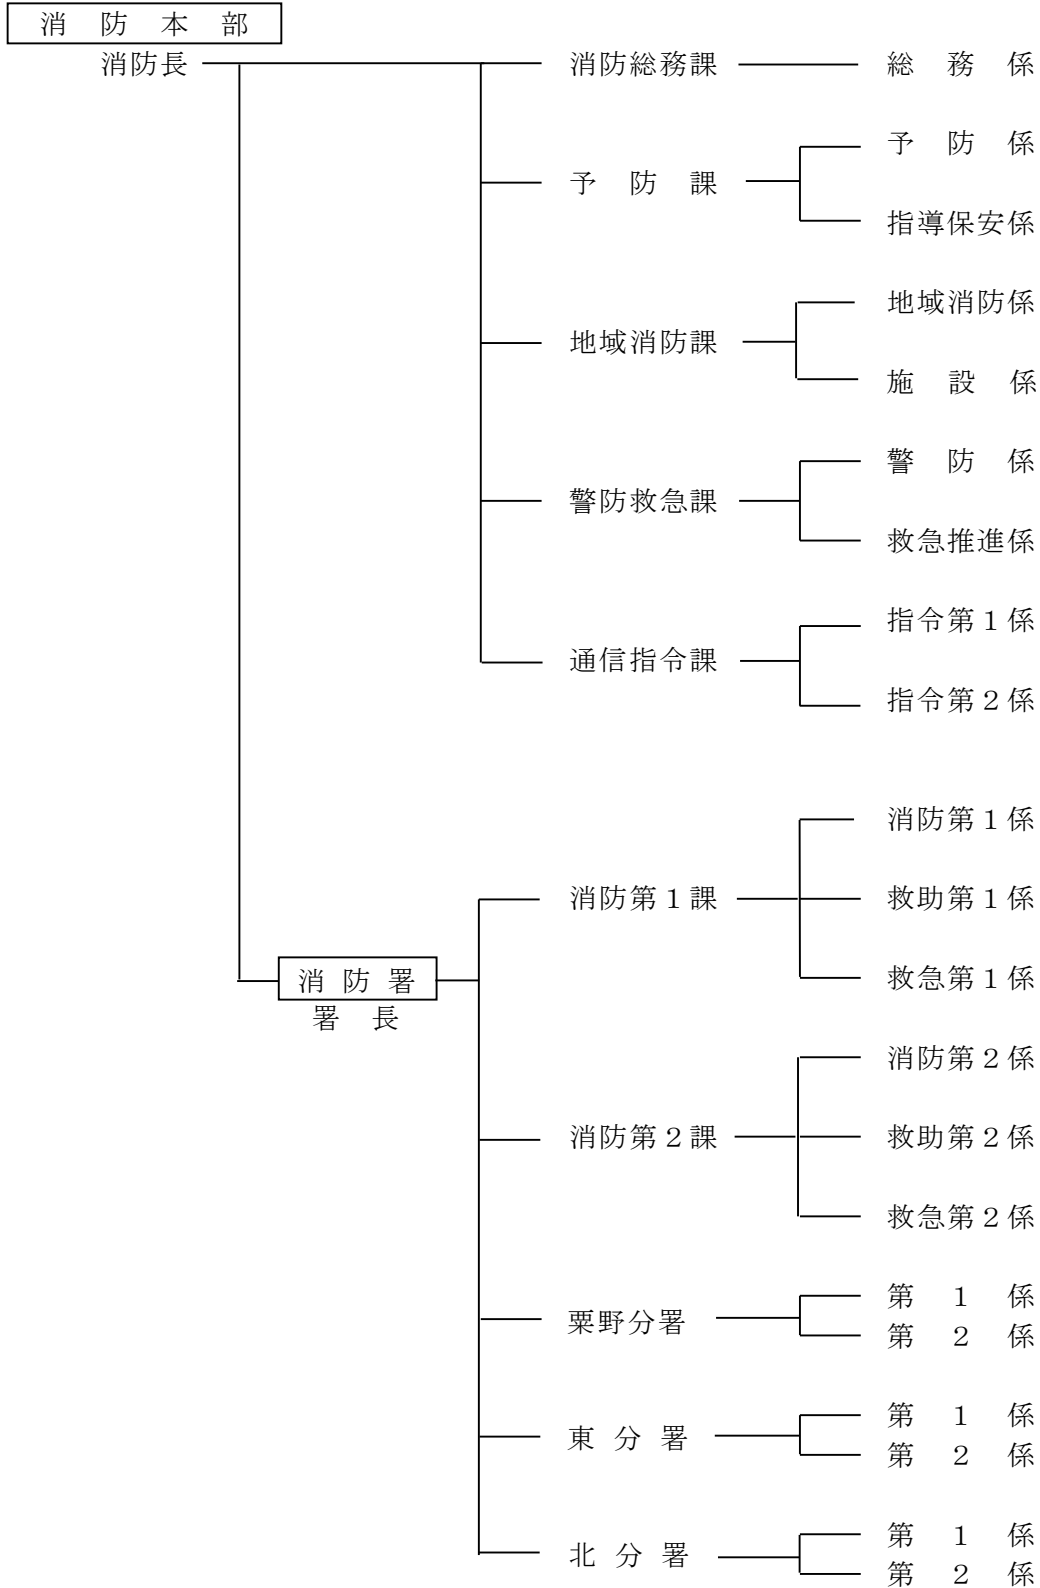 消防本部
消防長 消防総務課 総務係
予防係
予防課
指導保安係
地域消防係
地域消防課
施設係
警防係
警防救急課
救急推進係
指令第１係
通信指令課
指令第２係
消防第１係
消防第１課 救助第１係
消防署 救急第１係
署長
消防第２係
消防第２課 救助第２係
救急第２係
第１係
粟野分署
第２係
第１係
東分署
第２係
第１係
北分署
第２係